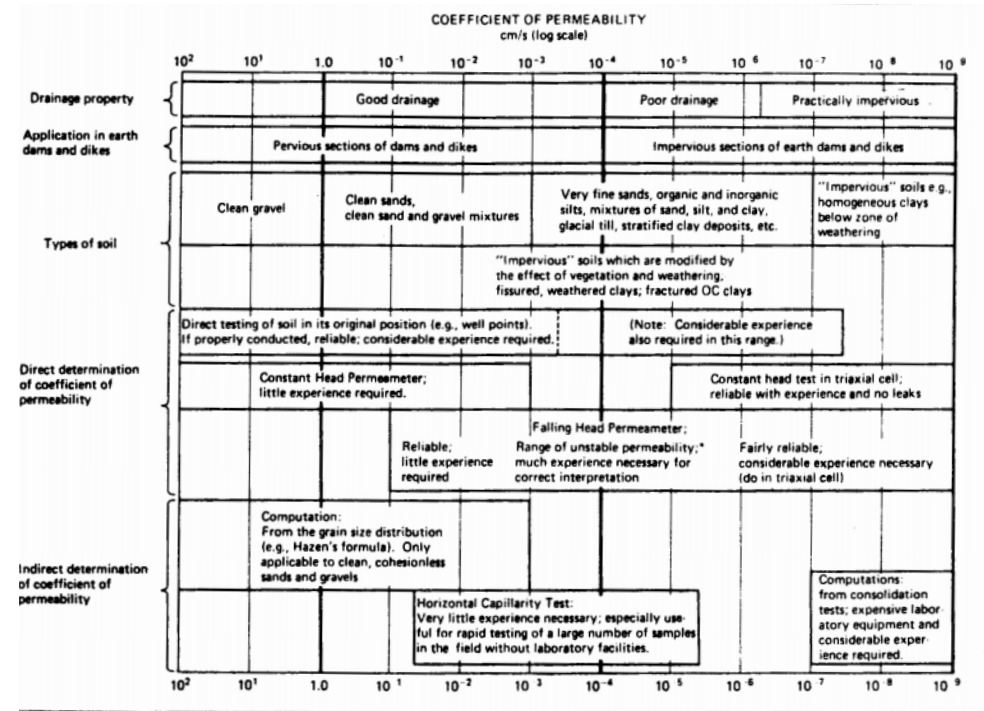 COEFFICIENT OF PERMEABILITY
cm/s (log scale)
10² 10¹ 1.0 10⁻¹ 10⁻² 10⁻³ 10⁻⁴ 10⁻⁵ 10⁻⁶ 10⁻⁷ 10⁻⁸ 10⁻⁹
Drainage property
Good drainage
Poor drainage
Practically impervious
Application in earth
dams and dikes
Pervious sections of dams and dikes
Impervious sections of earth dams and dikes
Types of soil
Clean gravel
Clean sands,
clean sand and gravel mixtures
Very fine sands, organic and inorganic
silts, mixtures of sand, silt, and clay,
glacial till, stratified clay deposits, etc.
"Impervious" soils e.g.,
homogeneous clays
below zone of
weathering
"Impervious" soils which are modified by
the effect of vegetation and weathering,
fissured, weathered clays; fractured OC clays
Direct determination
of coefficient of
permeability
Direct testing of soil in its original position (e.g., well points).
If properly conducted, reliable; considerable experience required.
(Note: Considerable experience
also required in this range.)
Constant Head Permeameter;
little experience required.
Constant head test in triaxial cell;
reliable with experience and no leaks
Falling Head Permeameter;
Reliable;
little experience
required
Range of unstable permeability;*
much experience necessary for
correct interpretation
Fairly reliable;
considerable experience necessary
(do in triaxial cell)
Indirect determination
of coefficient of
permeability
Computation:
From the grain size distribution
(e.g., Hazen's formula). Only
applicable to clean, cohesionless
sands and gravels
Horizontal Capillarity Test:
Very little experience necessary; especially use-
ful for rapid testing of a large number of samples
in the field without laboratory facilities.
Computations:
from consolidation
tests; expensive labor-
atory equipment and
considerable exper-
ience required.
10² 10¹ 1.0 10¹ 10⁻² 10⁻³ 10⁻⁴ 10⁻⁵ 10⁻⁶ 10⁻⁷ 10⁻⁸ 10⁻⁹